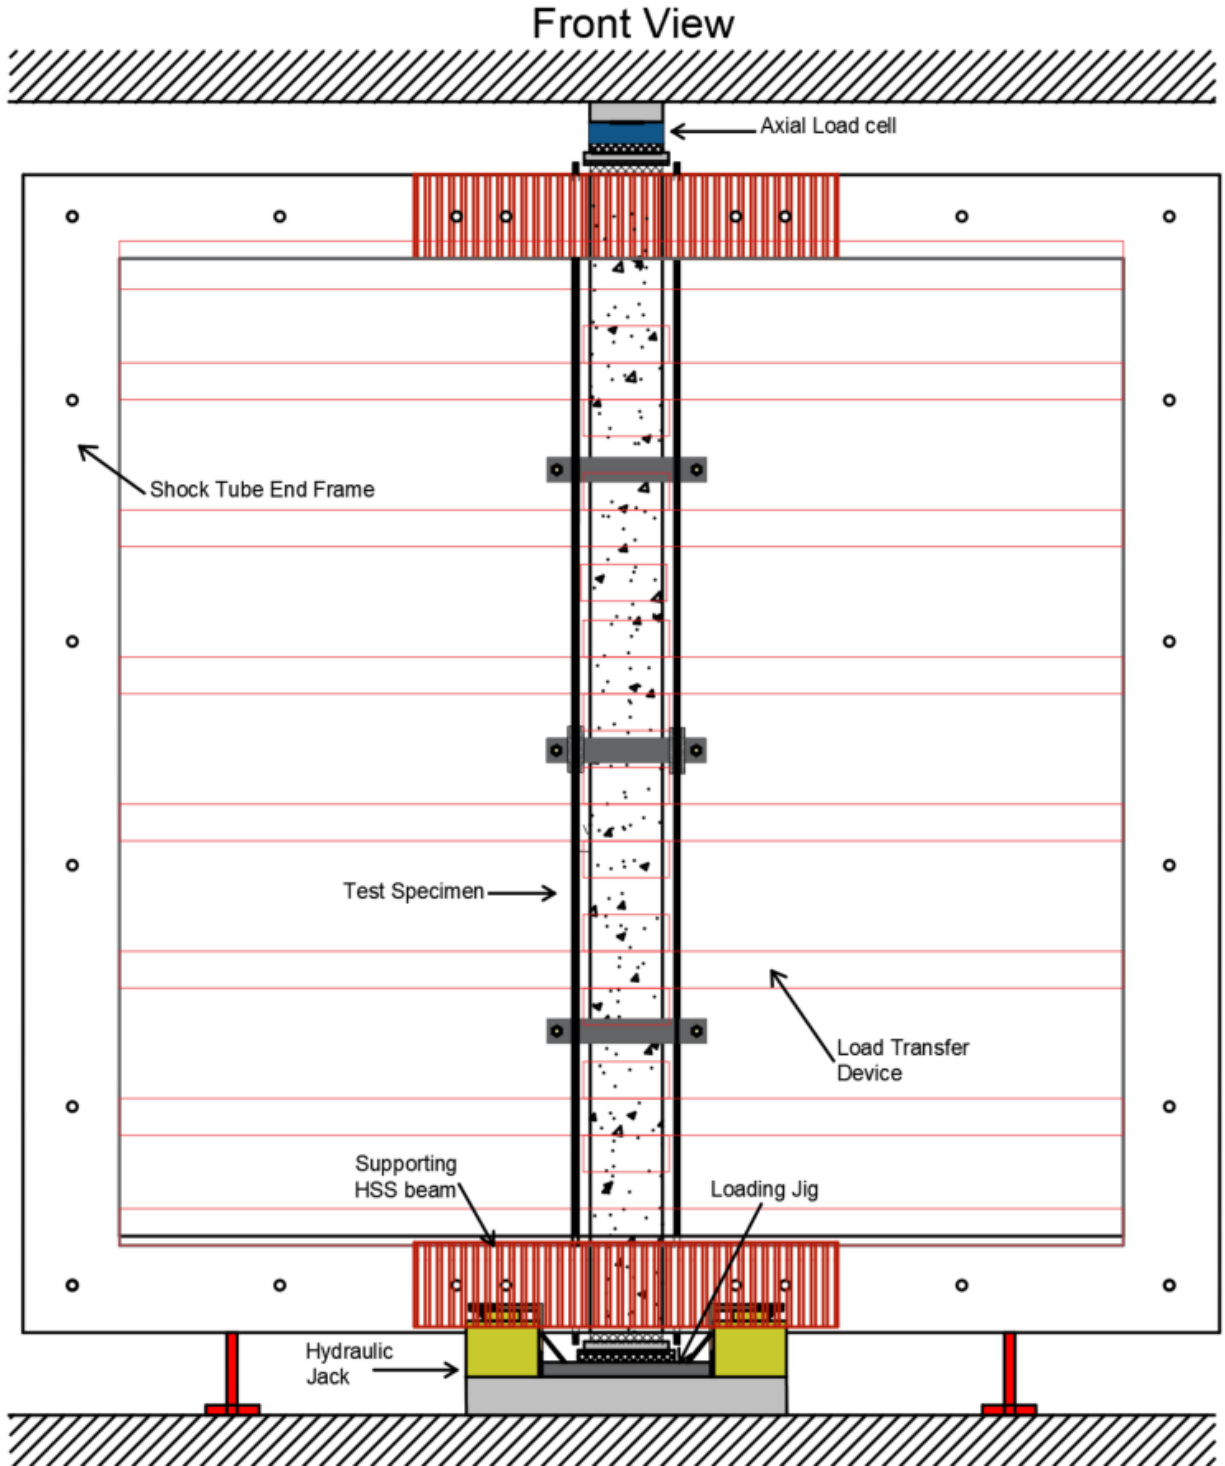 Front View
Axial Load cell
Shock Tube End Frame
Test Specimen
Load Transfer
Device
Supporting
HSS beam
Loading Jig
Hydraulic
Jack